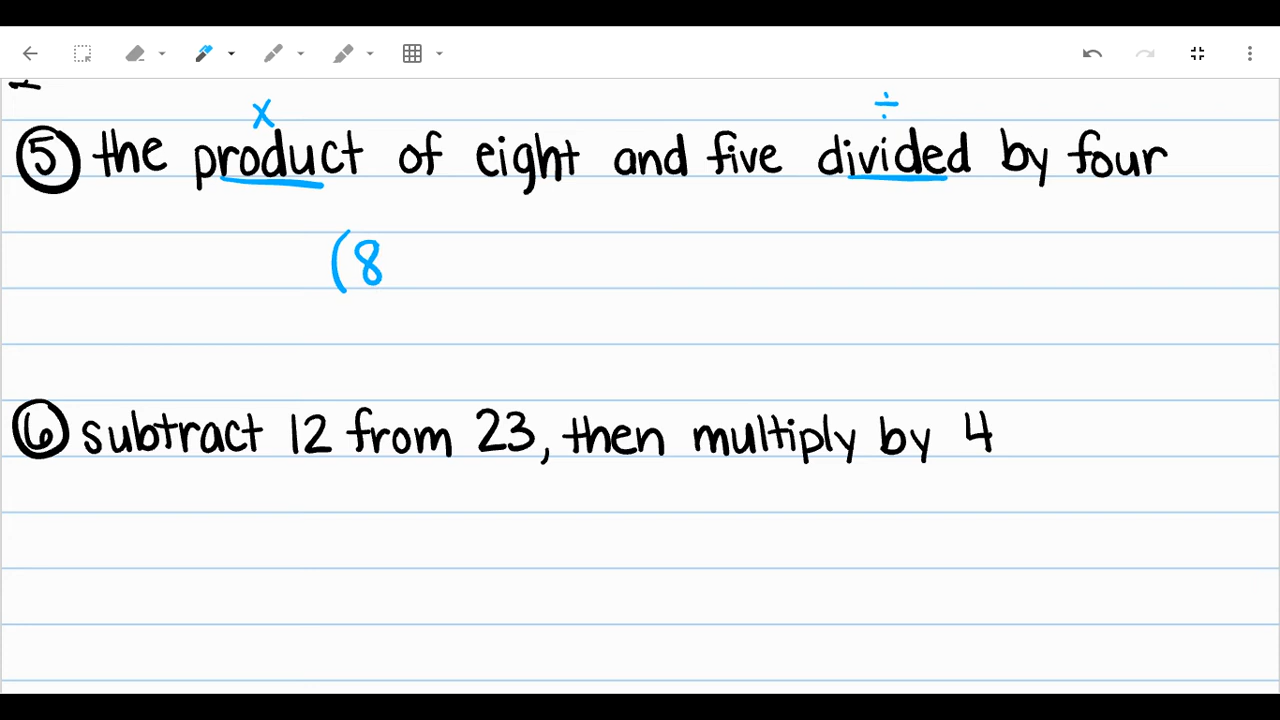 x ÷
⑤ the product of eight and five divided by four
(8
⑥ subtract 12 from 23, then multiply by 4